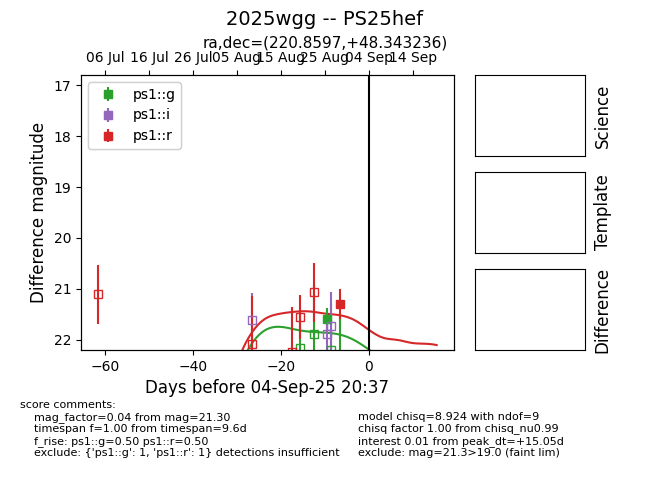 2025wgg -- PS25hef
ra,dec=(220.8597,+48.343236)
06 Jul 16 Jul 26 Jul 05 Aug 15 Aug 25 Aug 04 Sep 14 Sep
17
18
19
20
21
22
Difference magnitude
ps1::g
ps1::i
ps1::r
−60 −40 −20 0
Days before 04-Sep-25 20:37
Science
Template
Difference
score comments:
mag_factor=0.04 from mag=21.30
timespan f=1.00 from timespan=9.6d
f_rise: ps1::g=0.50 ps1::r=0.50
exclude: {'ps1::g': 1, 'ps1::r': 1} detections insufficient
model chisq=8.924 with ndof=9
chisq factor 1.00 from chisq_nu0.99
interest 0.01 from peak_dt=+15.05d
exclude: mag=21.3>19.0 (faint lim)